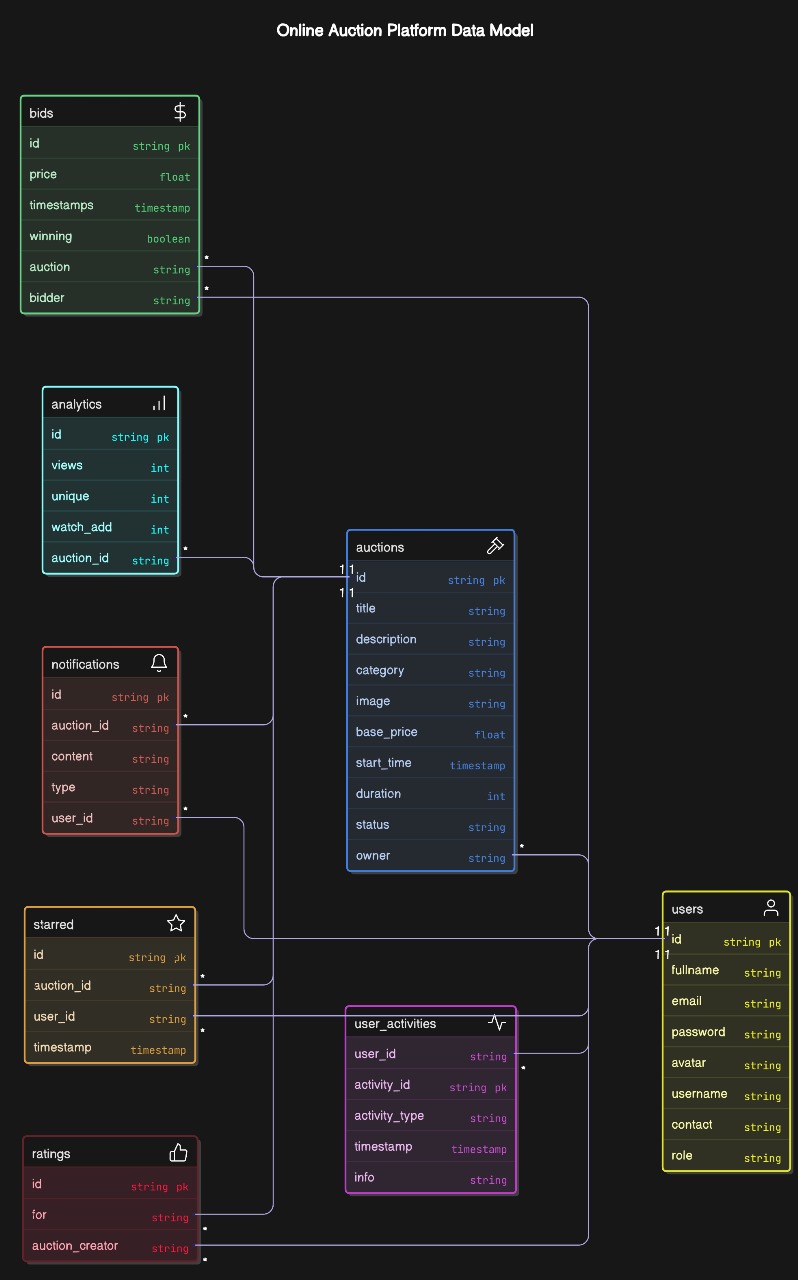 Online Auction Platform Data Model
bids
id string pk
price float
timestamps timestamp
winning boolean
auction string *
bidder string *
analytics
id string pk
views int
unique int
watch_add int
auction_id string *
auctions
1 1 id string pk
1 1
title string
description string
category string
image string
base_price float
start_time timestamp
duration int
status string
owner string *
notifications
id string pk
auction_id string *
content string
type string
user_id string *
users
1 1 id string pk
1 1
fullname string
email string
password string
avatar string
username string
contact string
role string
starred
id string pk
auction_id string *
user_id string *
timestamp timestamp
user_activities
user_id string *
activity_id string pk
activity_type string
timestamp timestamp
info string
ratings
id string pk
for string *
auction_creator string *